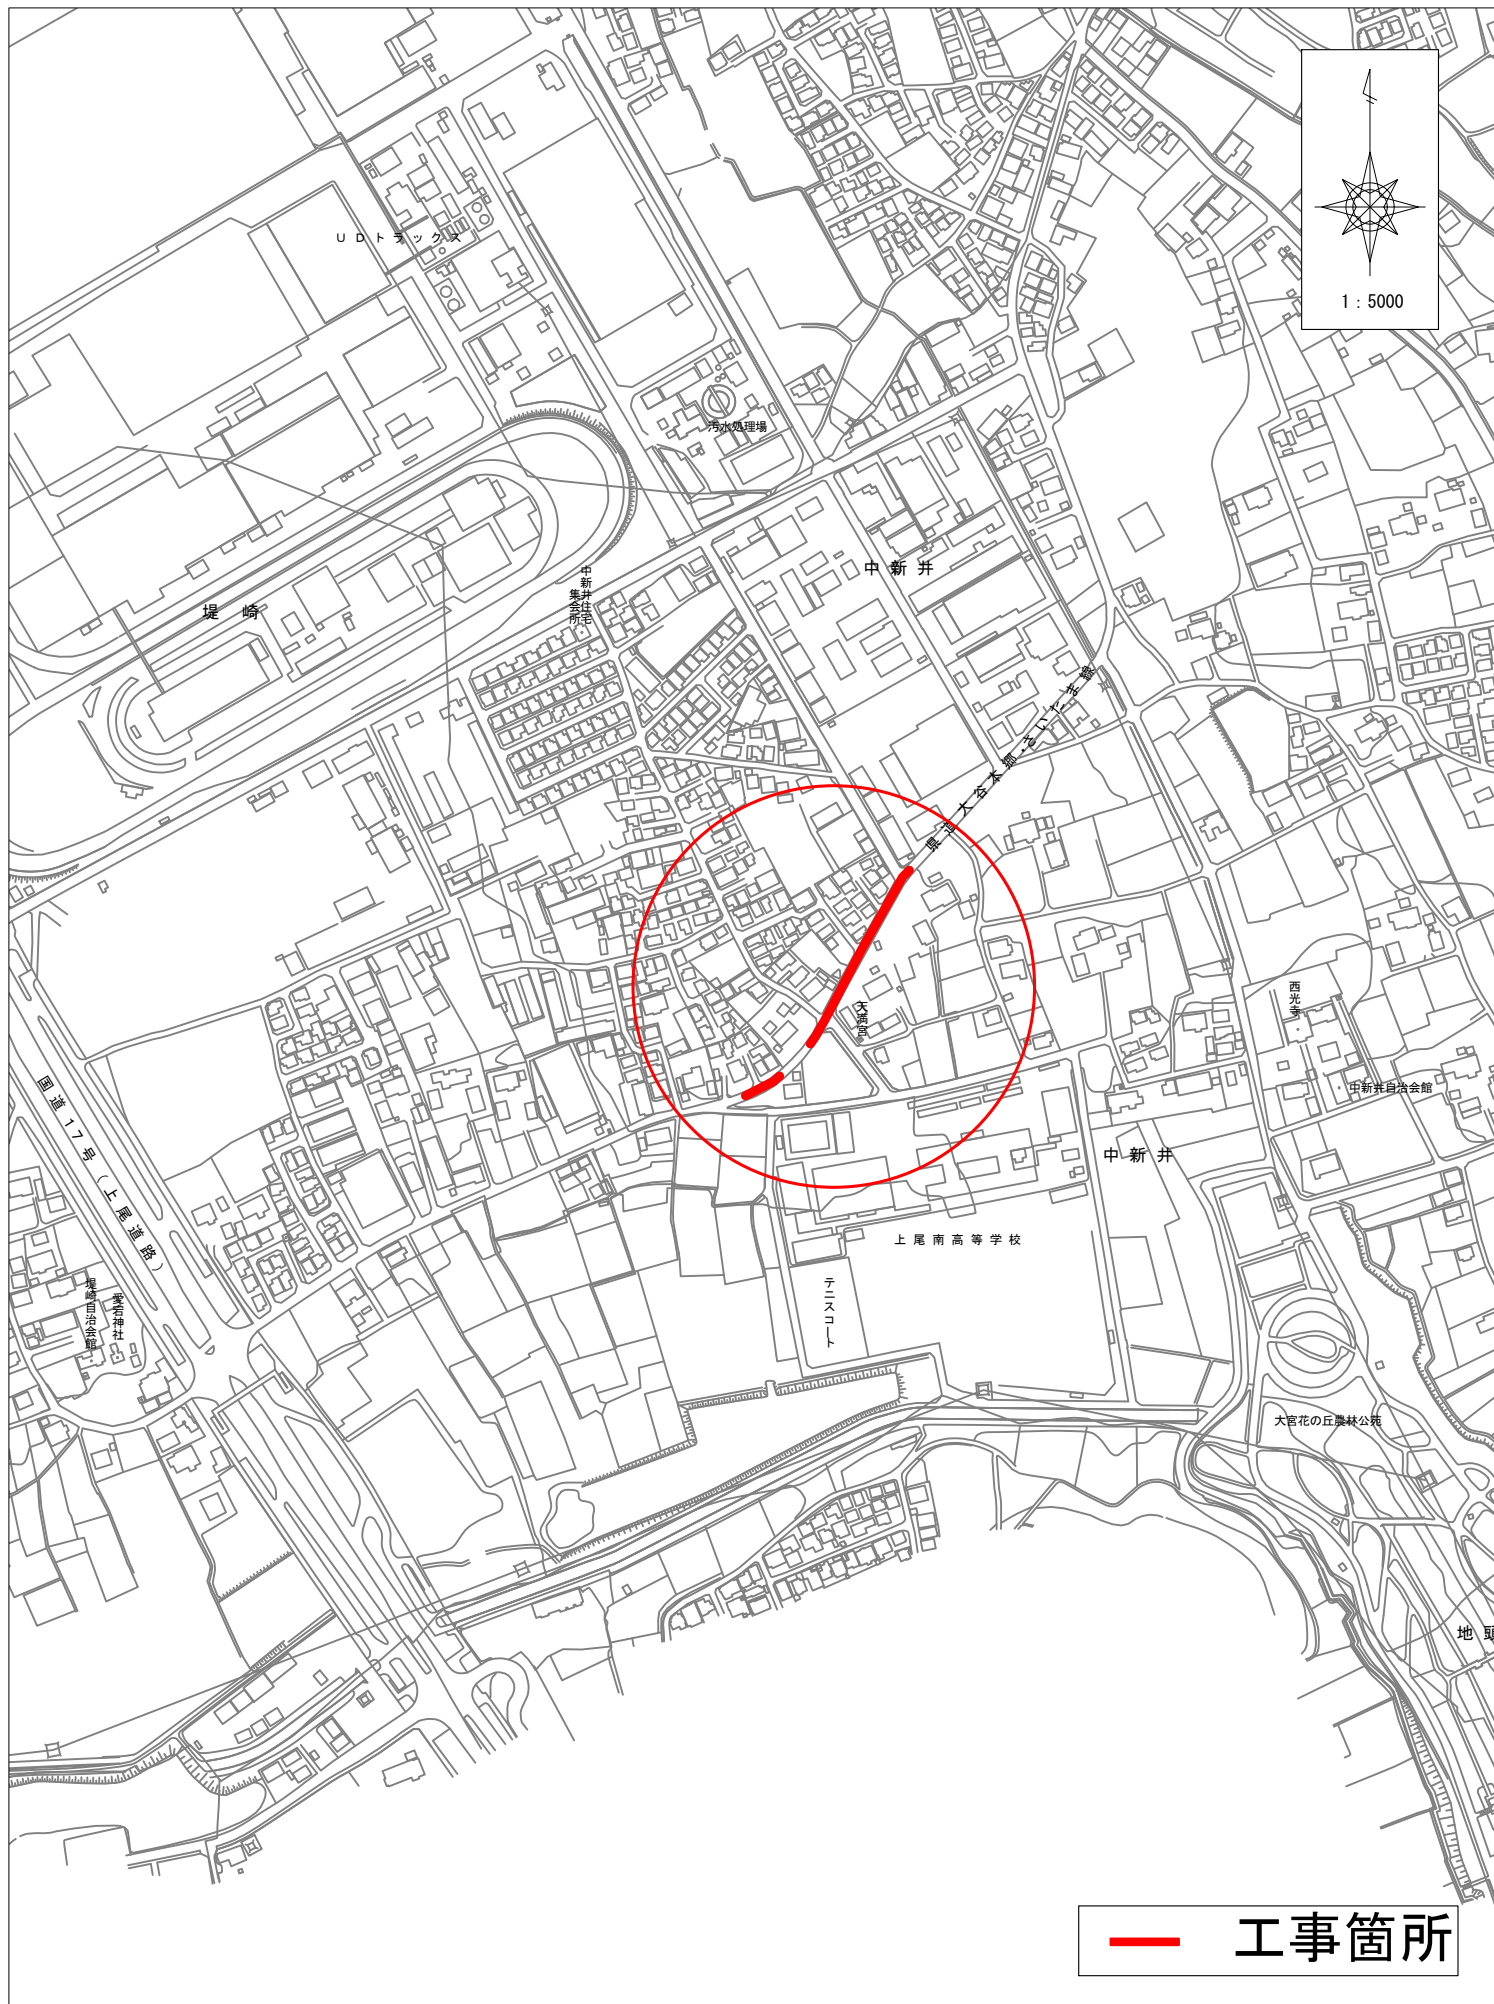 UDトラックス
1:5000
汚水処理場
中新井
中新井住宅
集会所
堤崎
県道大谷本郷・さいたま線
天満宮
西光寺
国道17号(上尾道路)
中新井自治会館
中新井
上尾南高等学校
テニスコート
堤崎自治会館
愛宕神社
大宮花の丘農林公苑
地頭
工事箇所